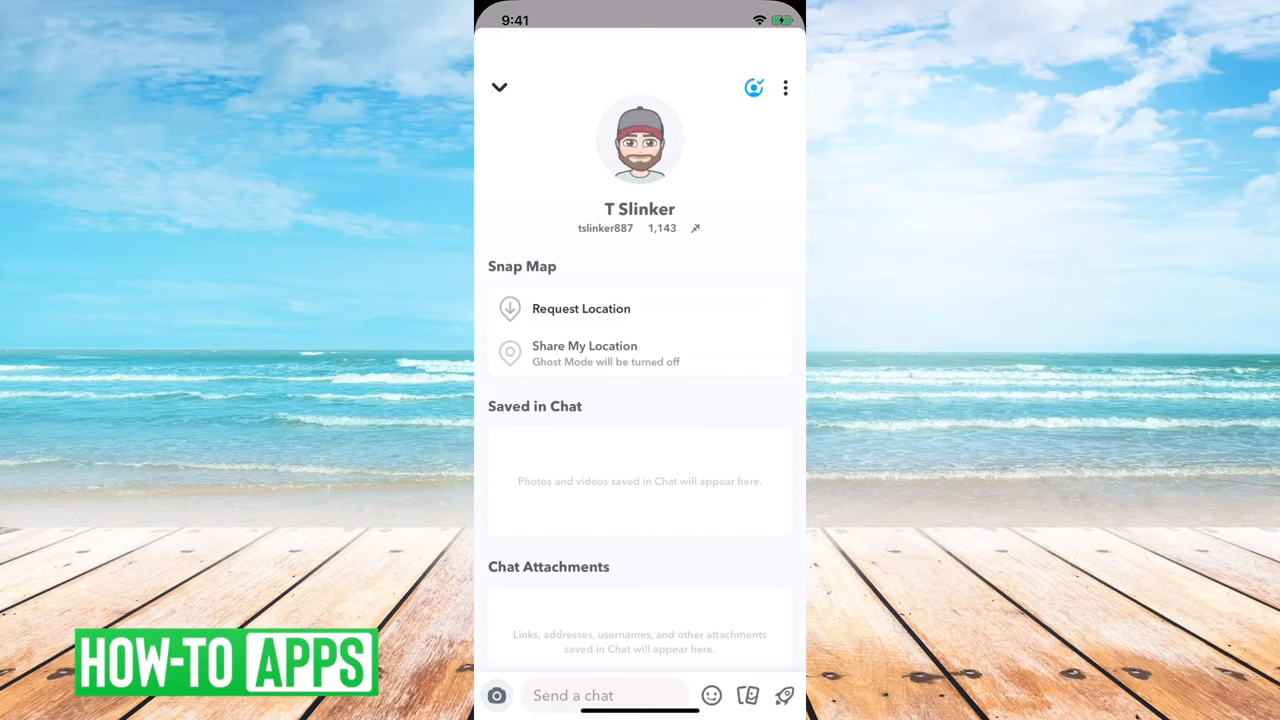 9:41
T Slinker
tslinker887 1,143
Snap Map
Request Location
Share My Location
Ghost Mode will be turned off
Saved in Chat
Photos and videos saved in Chat will appear here.
Chat Attachments
Links, addresses, usernames, and other attachments
saved in Chat will appear here.
Send a chat
HOW-TO APPS